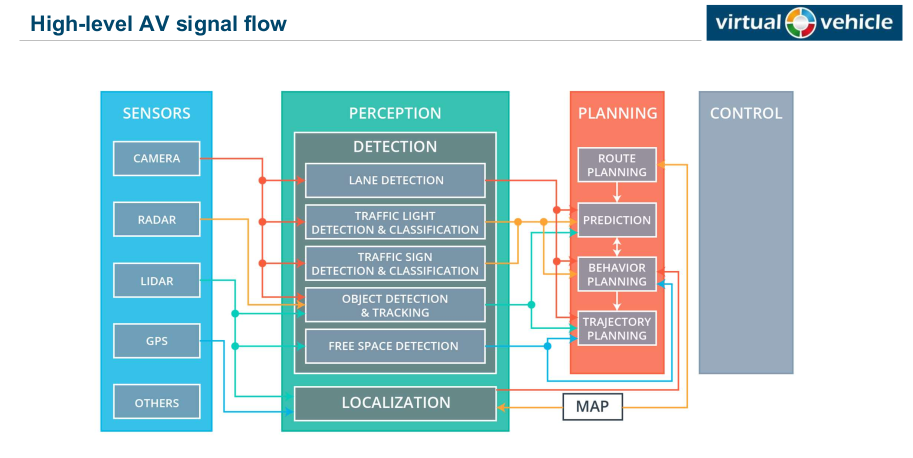 High-level AV signal flow
virtual vehicle
SENSORS
CAMERA
RADAR
LIDAR
GPS
OTHERS
PERCEPTION
DETECTION
LANE DETECTION
TRAFFIC LIGHT
DETECTION & CLASSIFICATION
TRAFFIC SIGN
DETECTION & CLASSIFICATION
OBJECT DETECTION
& TRACKING
FREE SPACE DETECTION
LOCALIZATION
PLANNING
ROUTE
PLANNING
PREDICTION
BEHAVIOR
PLANNING
TRAJECTORY
PLANNING
MAP
CONTROL